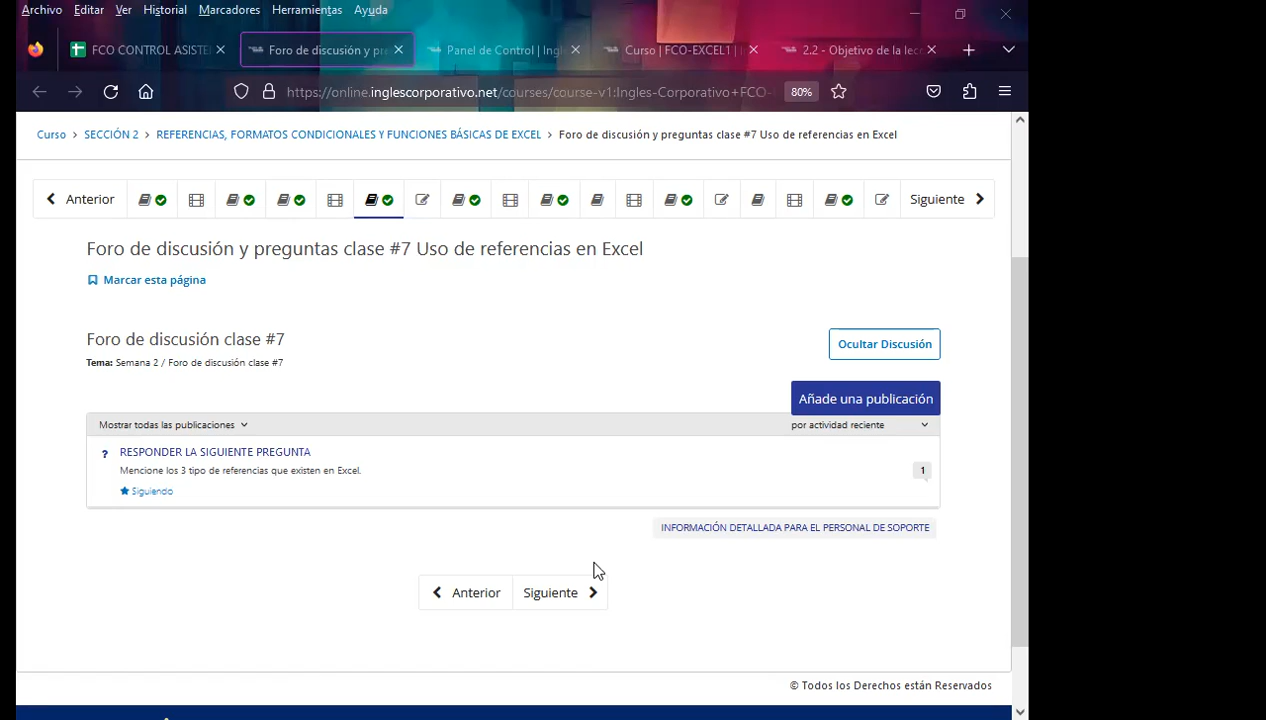 Archivo Editar Ver Historial Marcadores Herramientas Ayuda
FCO CONTROL ASISTE
Foro de discusión y pre
Panel de Control | Ingl
Curso | FCO-EXCEL1 |
2.2 - Objetivo de la lec
https://online.inglescorporativo.net/courses/course-v1:Ingles-Corporativo+FCO- 80%
Curso > SECCIÓN 2 > REFERENCIAS, FORMATOS CONDICIONALES Y FUNCIONES BÁSICAS DE EXCEL > Foro de discusión y preguntas clase #7 Uso de referencias en Excel
Anterior Siguiente
Foro de discusión y preguntas clase #7 Uso de referencias en Excel
Marcar esta página
Foro de discusión clase #7
Ocultar Discusión
Tema: Semana 2 / Foro de discusión clase #7
Añade una publicación
Mostrar todas las publicaciones por actividad reciente
? RESPONDER LA SIGUIENTE PREGUNTA
Mencione los 3 tipo de referencias que existen en Excel.
1
Siguiendo
INFORMACIÓN DETALLADA PARA EL PERSONAL DE SOPORTE
Anterior Siguiente
© Todos los Derechos están Reservados